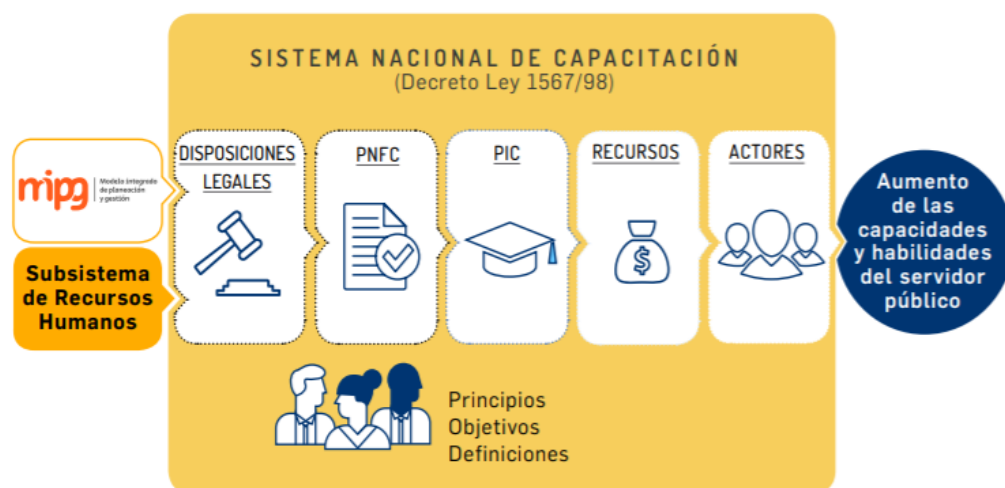 SISTEMA NACIONAL DE CAPACITACIÓN
(Decreto Ley 1567/98)
mipg
Modelo integrado
de planeación
y gestión
Subsistema
de Recursos
Humanos
DISPOSICIONES
LEGALES
PNFC
PIC
RECURSOS
$
ACTORES
Aumento
de las
capacidades
y habilidades
del servidor
público
Principios
Objetivos
Definiciones